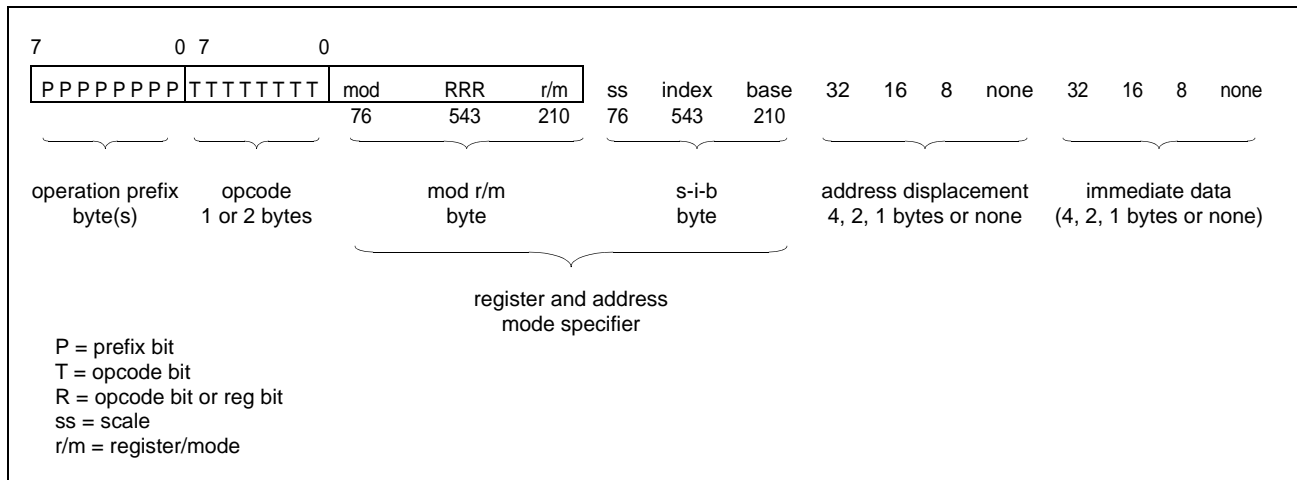 7 0 7 0
P P P P P P P P T T T T T T T T mod RRR r/m ss index base 32 16 8 none 32 16 8 none
76 543 210 76 543 210
operation prefix opcode mod r/m s-i-b address displacement immediate data
byte(s) 1 or 2 bytes byte byte 4, 2, 1 bytes or none (4, 2, 1 bytes or none)
register and address
mode specifier
P = prefix bit
T = opcode bit
R = opcode bit or reg bit
ss = scale
r/m = register/mode